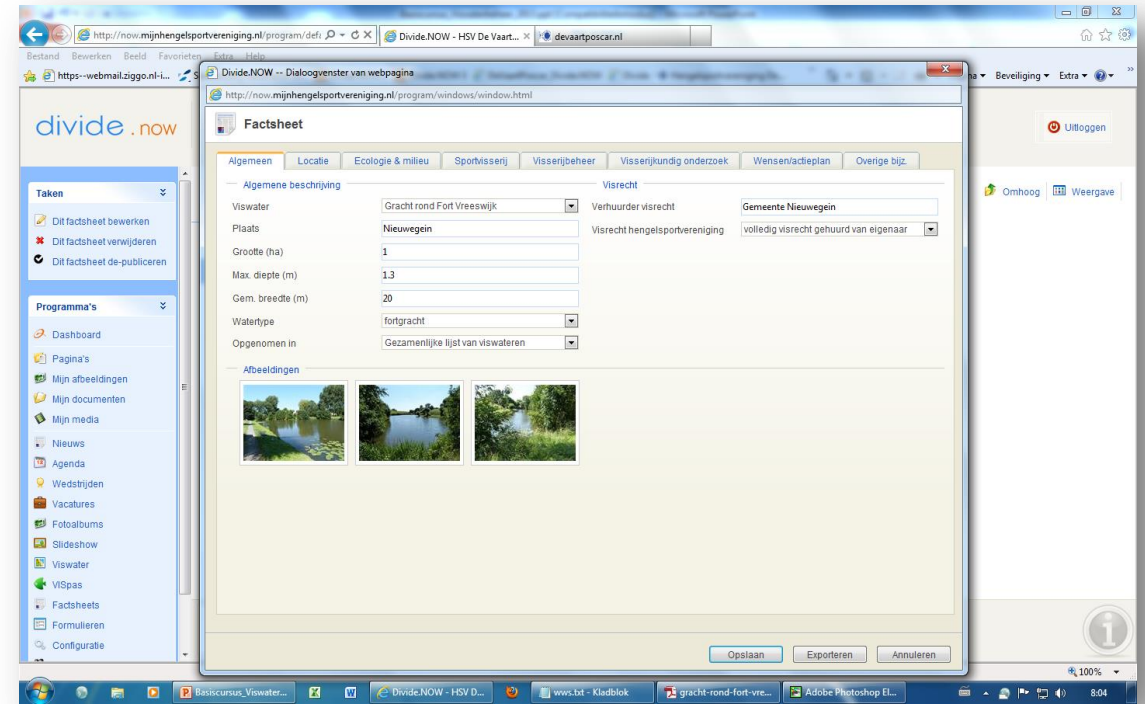 http://now.mijnhengelsportvereniging.nl/program/defi
Divide.NOW - HSV De Vaart...
devaartposcar.nl
Bestand Bewerken Beeld Favorieten Extra Help
https--webmail.ziggo.nl-i...
Beveiliging Extra
Divide.NOW -- Dialoogvenster van webpagina
http://now.mijnhengelsportvereniging.nl/program/windows/window.html
divide.now
Factsheet
Uitloggen
Algemeen Locatie Ecologie & milieu Sportvisserij Visserijbeheer Visserijkundig onderzoek Wensen/actieplan Overige bijz.
Omhoog Weergave
Taken
Dit factsheet bewerken
Dit factsheet verwijderen
Dit factsheet de-publiceren
Programma's
Dashboard
Pagina's
Mijn afbeeldingen
Mijn documenten
Mijn media
Nieuws
Agenda
Wedstrijden
Vacatures
Fotoalbums
Slideshow
Viswater
VISpas
Factsheets
Formulieren
Configuratie
Algemene beschrijving
Viswater Gracht rond Fort Vreeswijk
Plaats Nieuwegein
Grootte (ha) 1
Max. diepte (m) 1.3
Gem. breedte (m) 20
Watertype fortgracht
Opgenomen in Gezamenlijke lijst van viswateren
Visrecht
Verhuurder visrecht Gemeente Nieuwegein
Visrecht hengelsportvereniging volledig visrecht gehuurd van eigenaar
Afbeeldingen
Opslaan Exporteren Annuleren
100%
Basiscursus_Viswater... Divide.NOW - HSV D... wws.txt - Kladblok gracht-rond-fort-vre... Adobe Photoshop El... 8:04